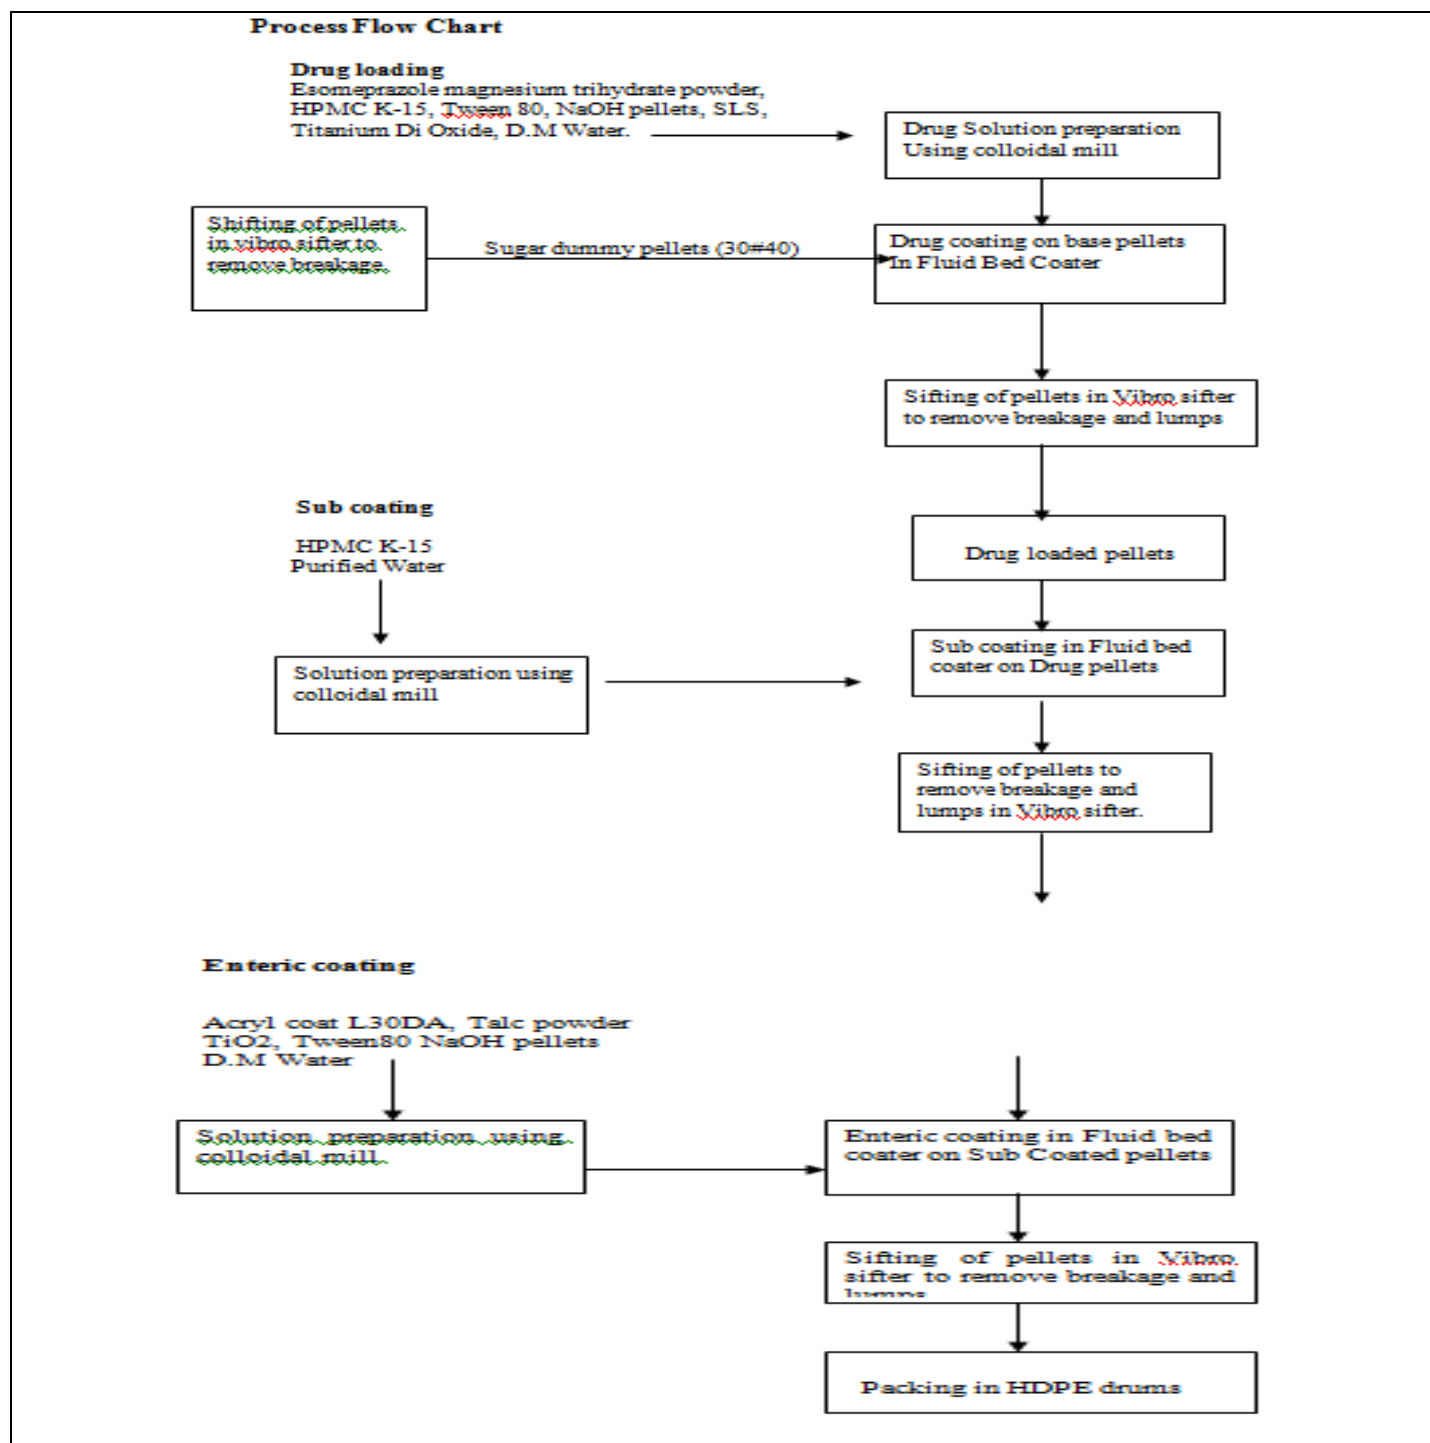 Process Flow Chart
Drug loading
Esomeprazole magnesium trihydrate powder,
HPMC K-15, Tween 80, NaOH pellets, SLS,
Titanium Di Oxide, D.M Water.
Drug Solution preparation
Using colloidal mill
Shifting of pellets
in vibro sifter to
remove breakage.
Sugar dummy pellets (30#40)
Drug coating on base pellets
In Fluid Bed Coater
Sifting of pellets in Vibro sifter
to remove breakage and lumps
Drug loaded pellets
Sub coating
HPMC K-15
Purified Water
Solution preparation using
colloidal mill
Sub coating in Fluid bed
coater on Drug pellets
Sifting of pellets to
remove breakage and
lumps in Vibro sifter.
Enteric coating
Acryl coat L30DA, Talc powder
TiO2, Tween80 NaOH pellets
D.M Water
Solution preparation using
colloidal mill.
Enteric coating in Fluid bed
coater on Sub Coated pellets
Sifting of pellets in Vibro
sifter to remove breakage and
lumps
Packing in HDPE drums